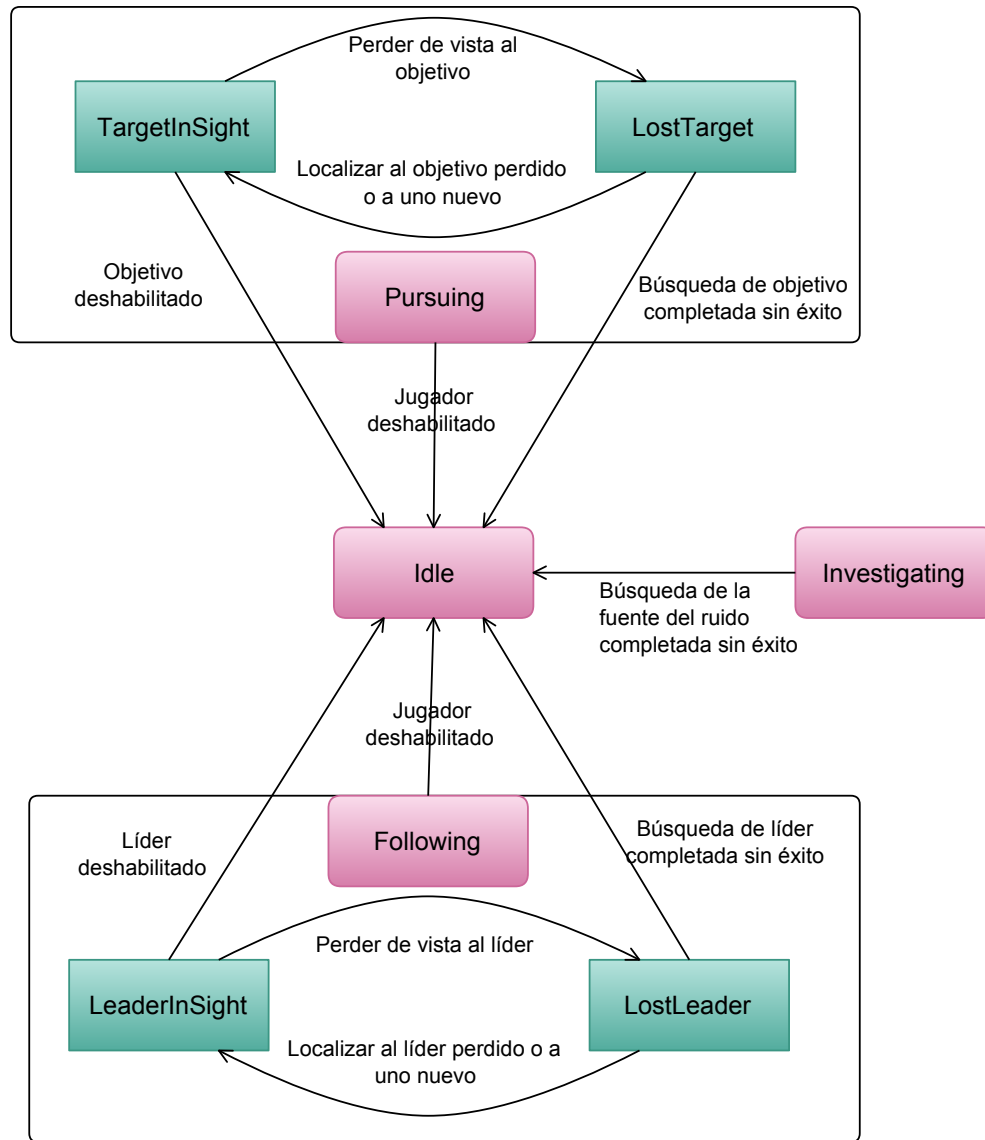 Perder de vista al
objetivo
TargetInSight
LostTarget
Localizar al objetivo perdido
o a uno nuevo
Objetivo
deshabilitado
Pursuing
Búsqueda de objetivo
completada sin éxito
Jugador
deshabilitado
Idle
Investigating
Búsqueda de la
fuente del ruido
completada sin éxito
Jugador
deshabilitado
Líder
deshabilitado
Following
Búsqueda de líder
completada sin éxito
Perder de vista al líder
LeaderInSight
LostLeader
Localizar al líder perdido o a
uno nuevo